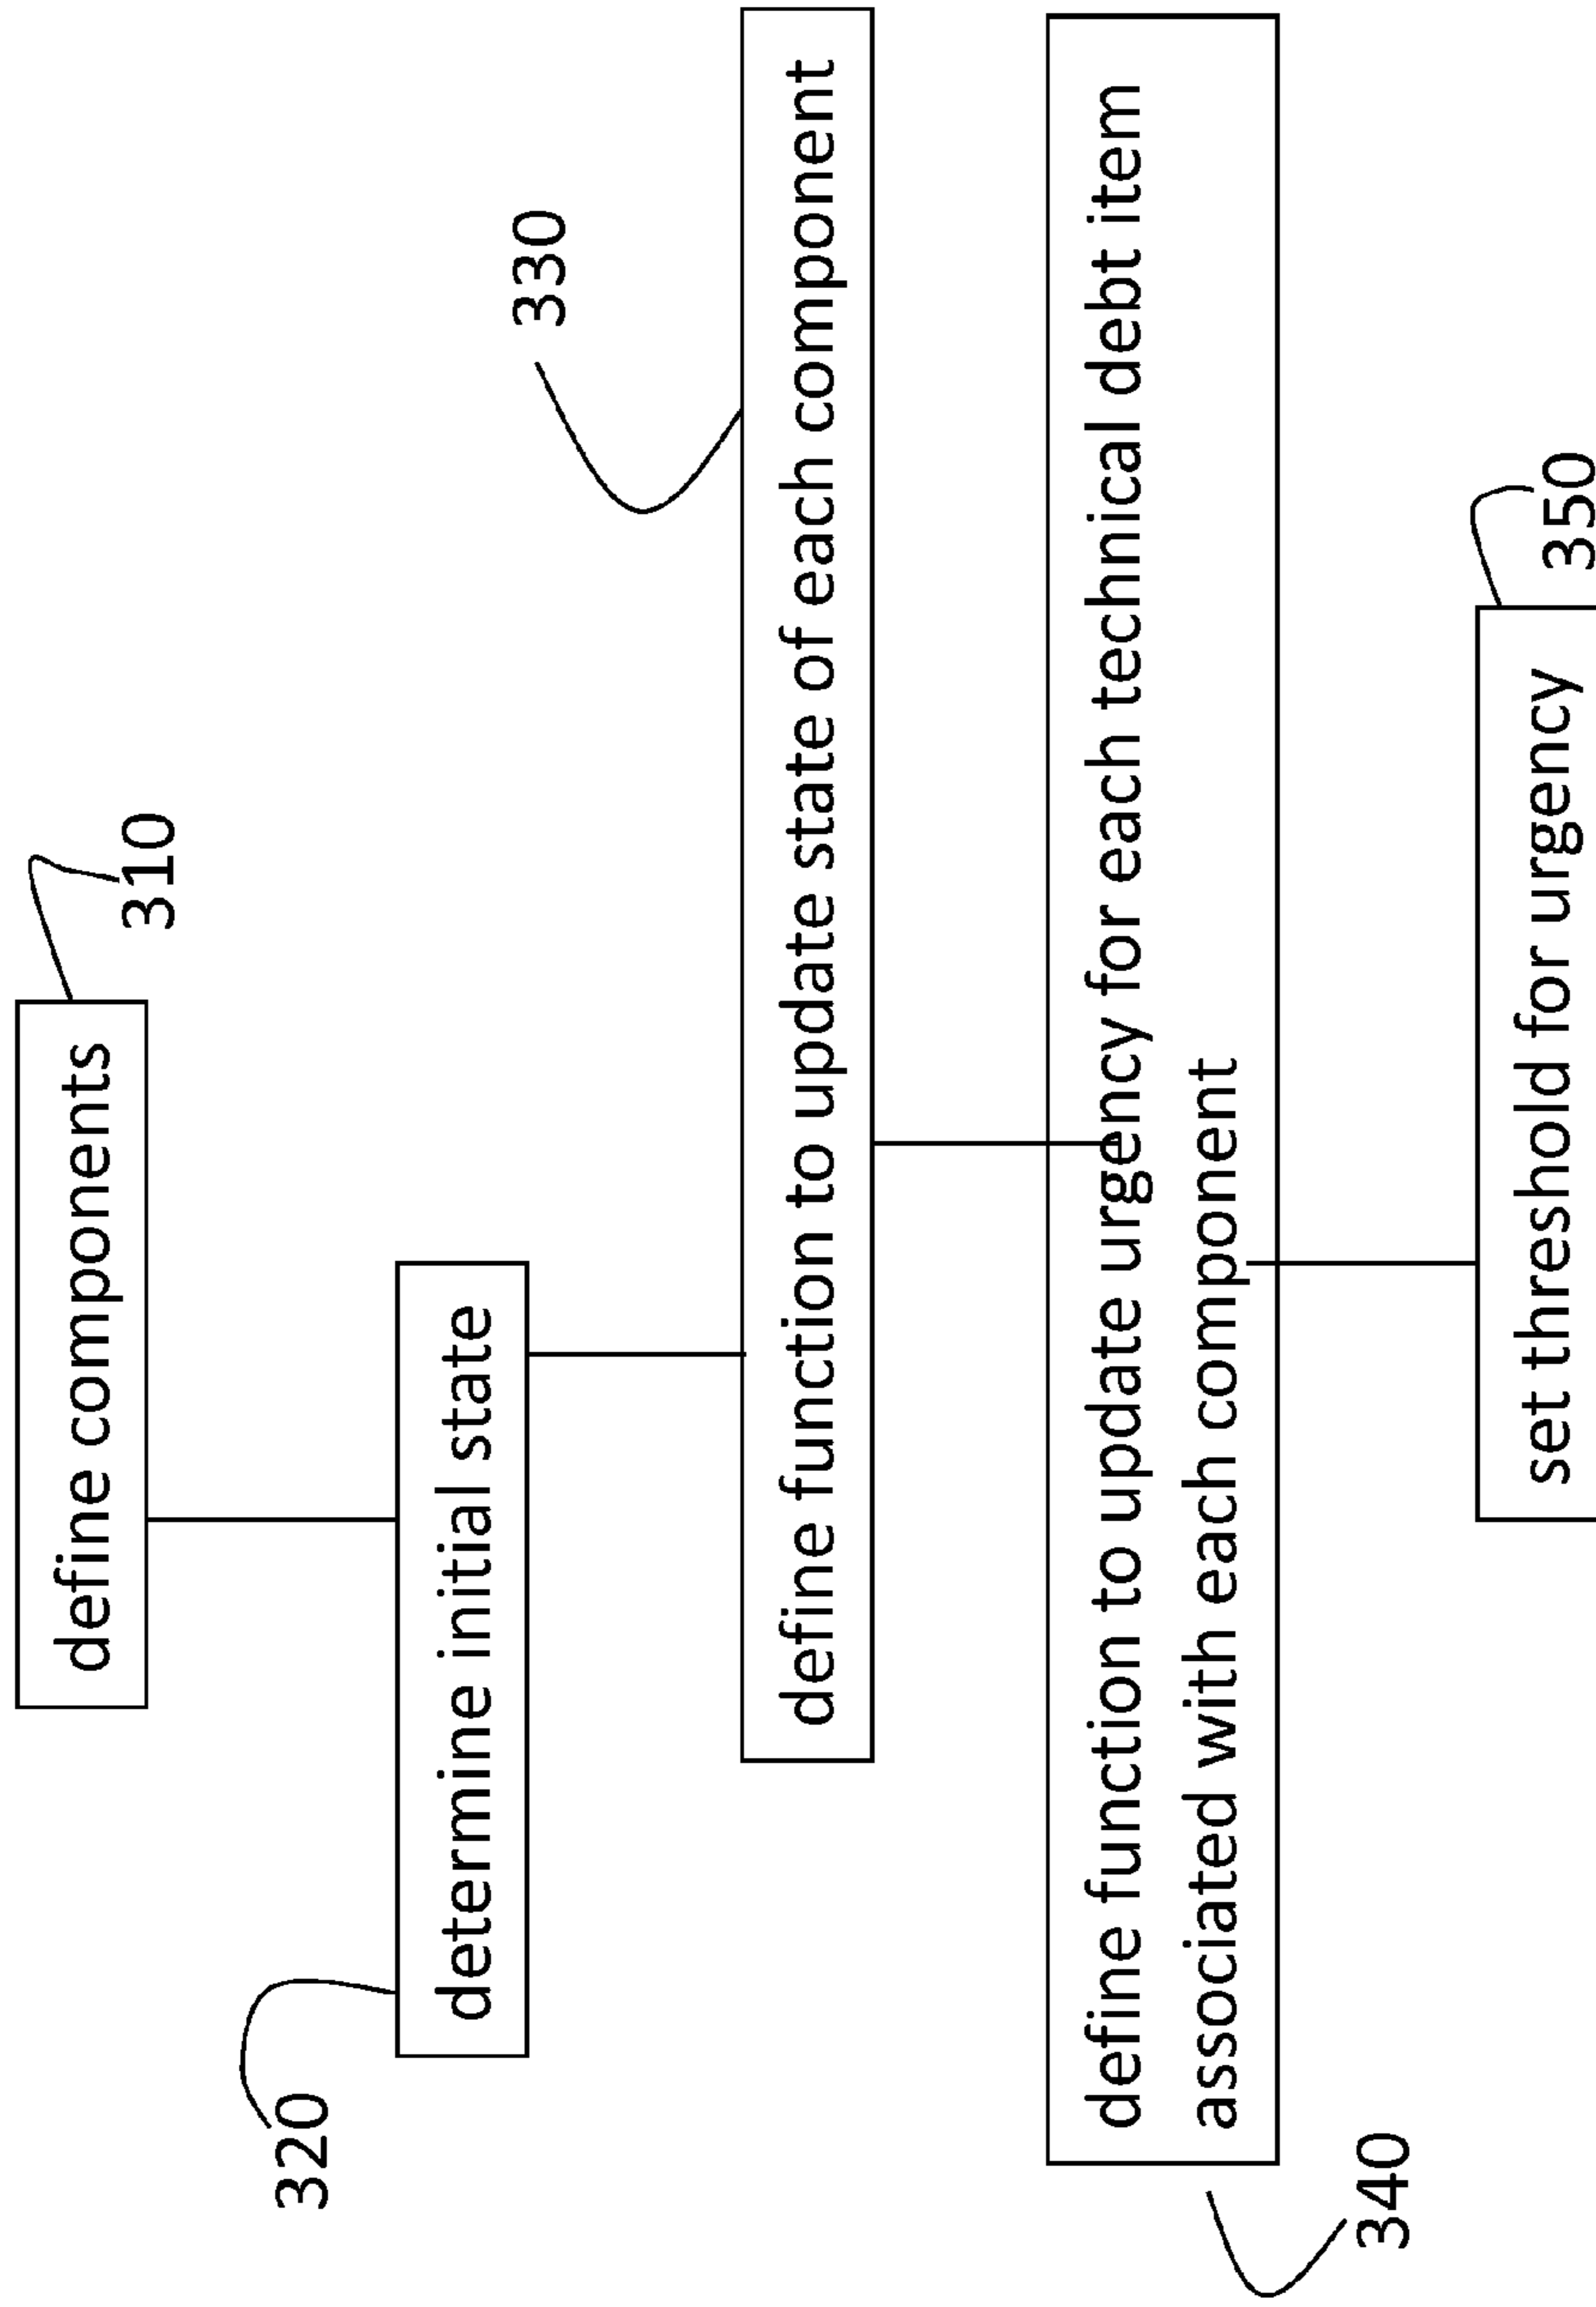 define components
310
determine initial state
320
define function to update state of each component
330
define function to update urgency for each technical debt item
associated with each component
340
set threshold for urgency
350